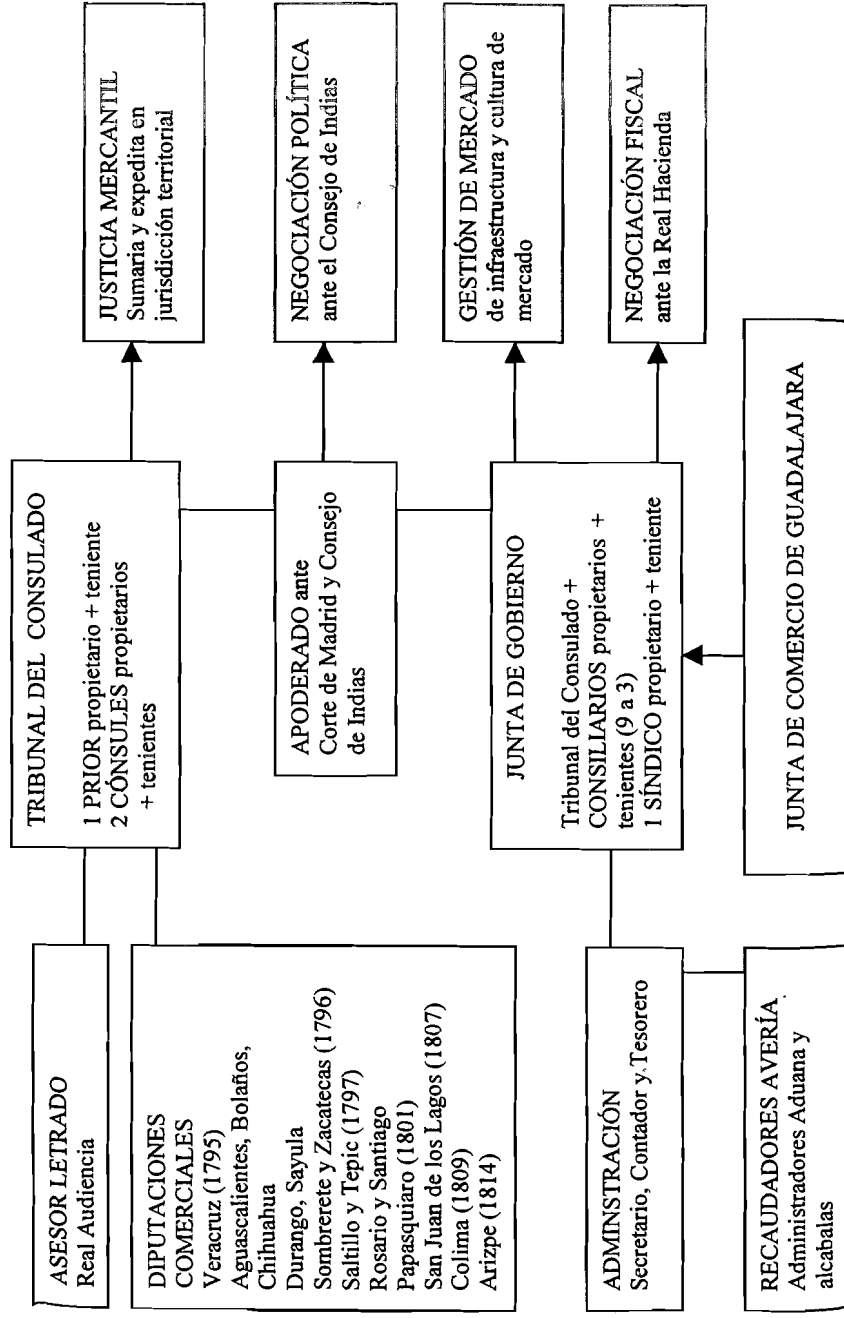 ASESOR LETRADO
Real Audiencia
DIPUTACIONES
COMERCIALES
Veracruz (1795)
Aguascalientes, Bolaños,
Chihuahua
Durango, Sayula
Sombrerete y Zacatecas (1796)
Saltillo y Tepic (1797)
Rosario y Santiago
Papasquiaro (1801)
San Juan de los Lagos (1807)
Colima (1809)
Arizpe (1814)
ADMINSTRACIÓN
Secretario, Contador y Tesorero
RECAUDADORES AVERÍA
Administradores Aduana y
alcabalas
TRIBUNAL DEL CONSULADO
1 PRIOR propietario + teniente
2 CÓNSULES propietarios
+ tenientes
APODERADO ante
Corte de Madrid y Consejo
de Indias
JUNTA DE GOBIERNO
Tribunal del Consulado +
CONSILIARIOS propietarios +
tenientes (9 a 3)
1 SÍNDICO propietario + teniente
JUNTA DE COMERCIO DE GUADALAJARA
JUSTICIA MERCANTIL
Sumaria y expedita en
jurisdicción territorial
NEGOCIACIÓN POLÍTICA
ante el Consejo de Indias
GESTIÓN DE MERCADO
de infraestructura y cultura de
mercado
NEGOCIACIÓN FISCAL
ante la Real Hacienda